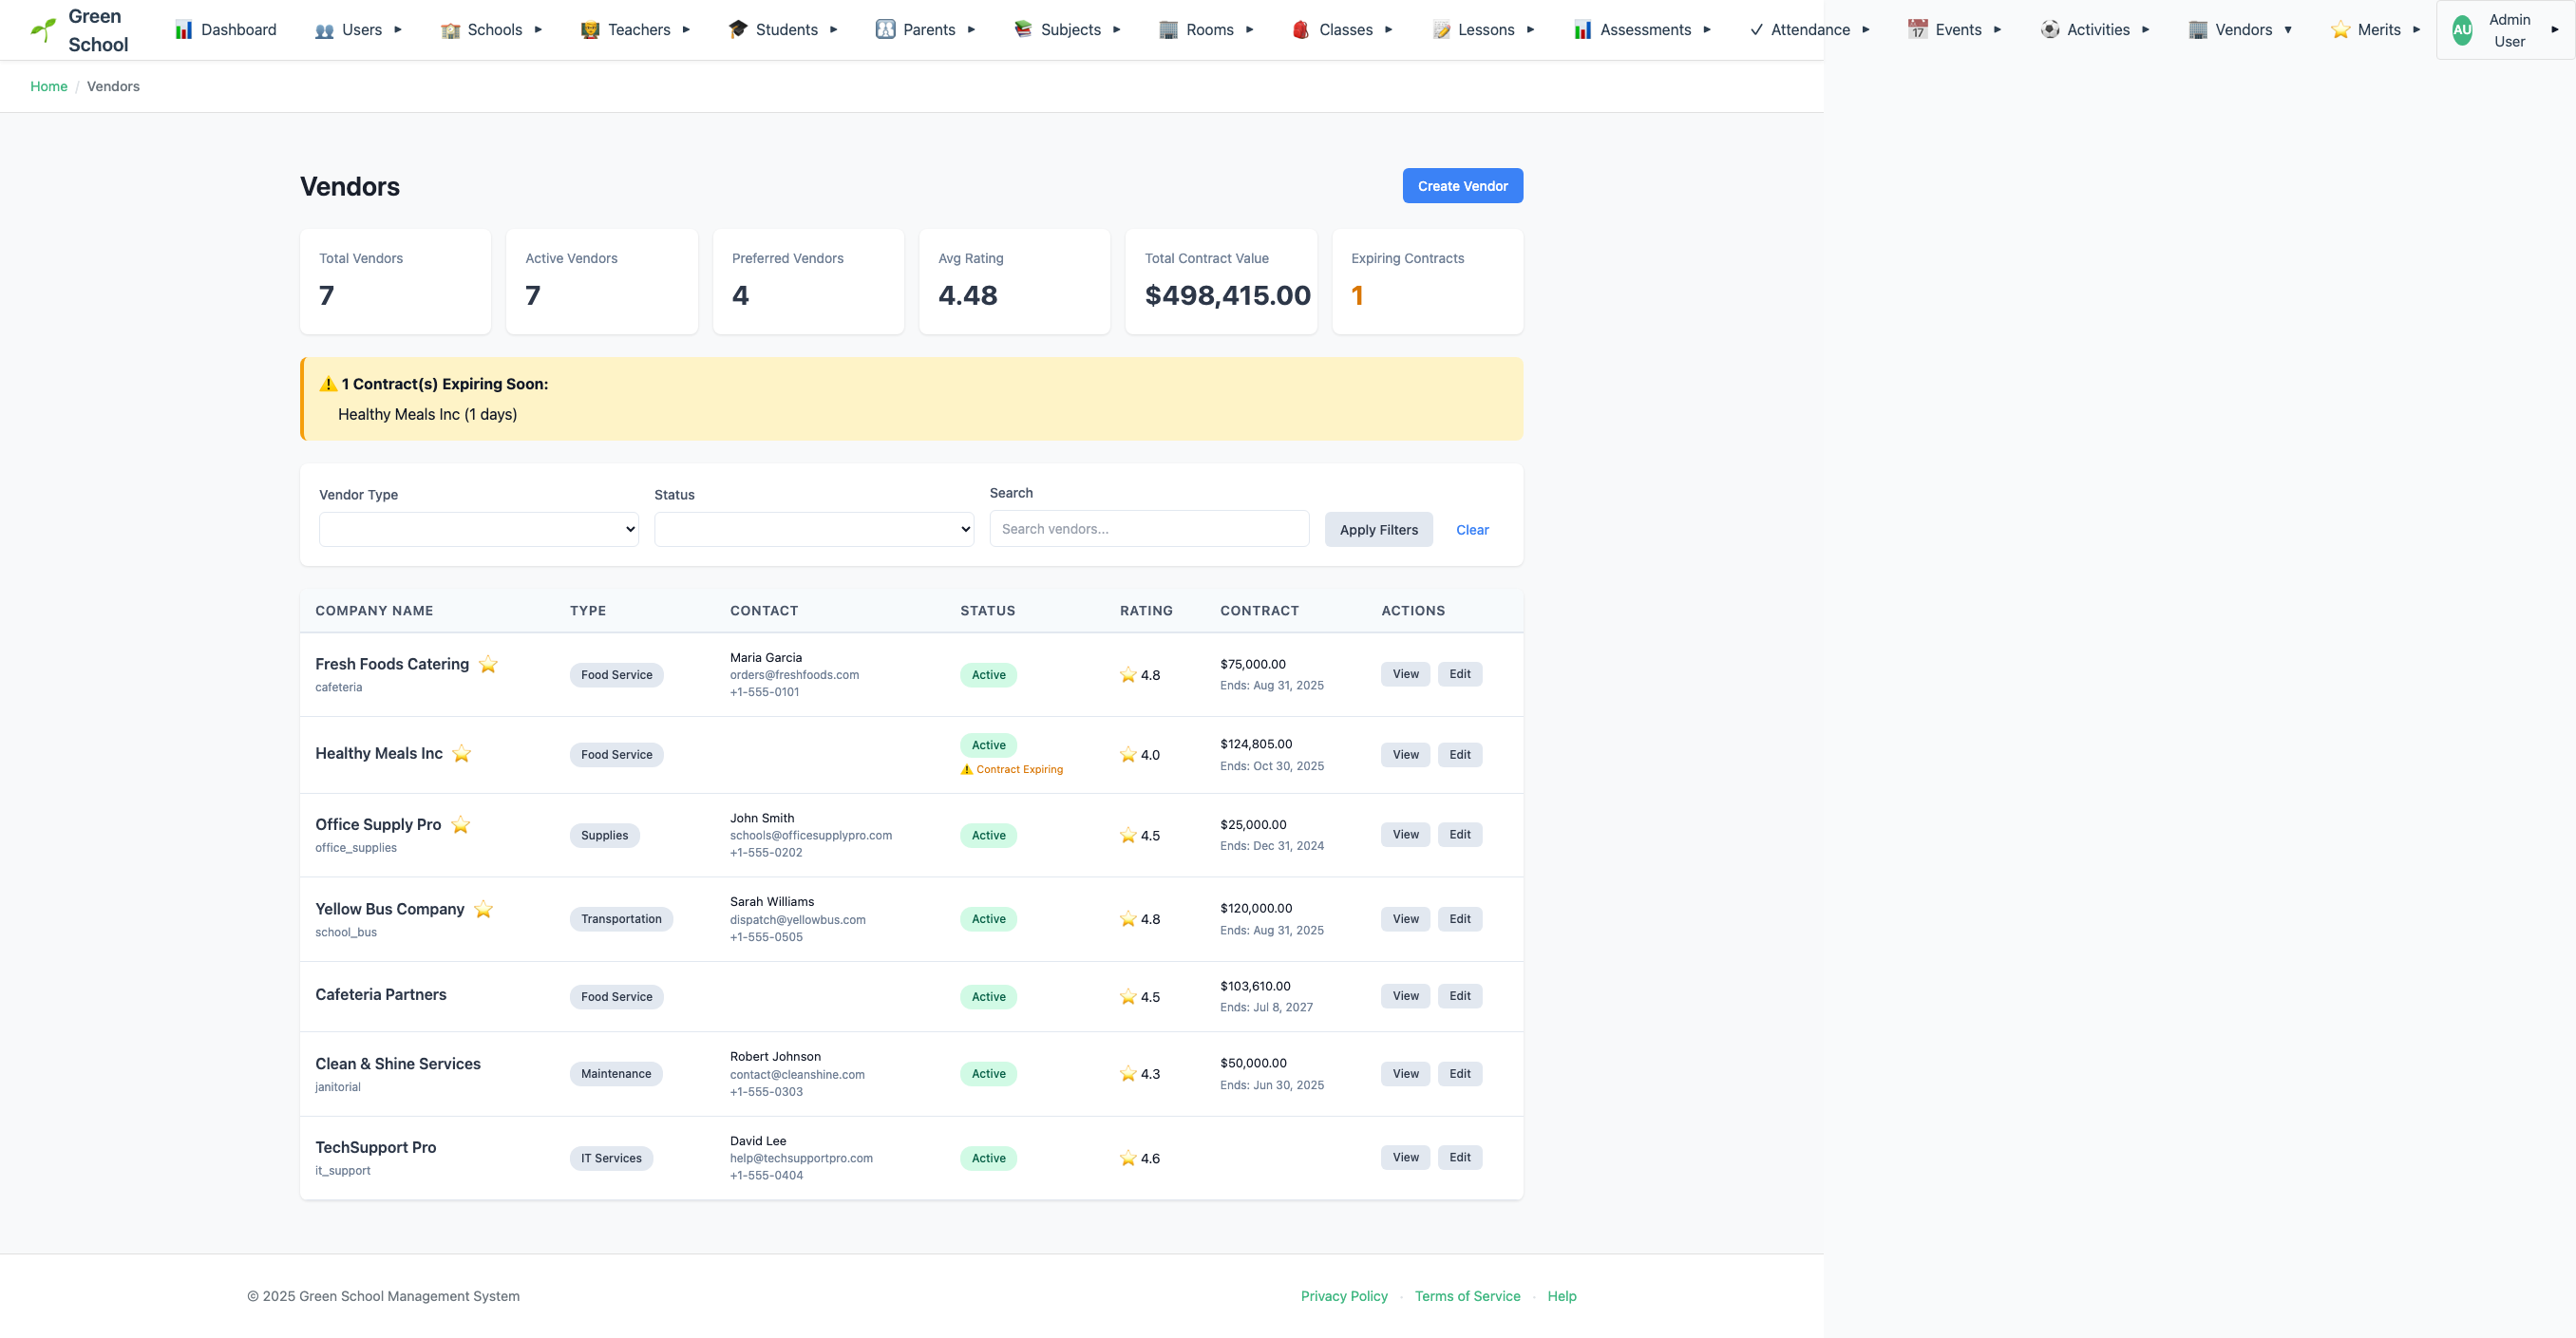 Green School
Dashboard
Users
Schools
Teachers
Students
Parents
Subjects
Rooms
Classes
Lessons
Assessments
Attendance
Events
Activities
Vendors
Merits
AU
Admin User
Home / Vendors
Vendors
Create Vendor
Total Vendors
7
Active Vendors
7
Preferred Vendors
4
Avg Rating
4.48
Total Contract Value
$498,415.00
Expiring Contracts
1
1 Contract(s) Expiring Soon:
Healthy Meals Inc (1 days)
Vendor Type
Status
Search
Search vendors...
Apply Filters
Clear
COMPANY NAME TYPE CONTACT STATUS RATING CONTRACT ACTIONS
Fresh Foods Catering
cafeteria
Food Service
Maria Garcia
orders@freshfoods.com
+1-555-0101
Active
4.8
$75,000.00
Ends: Aug 31, 2025
View Edit
Healthy Meals Inc
Food Service
Active
Contract Expiring
4.0
$124,805.00
Ends: Oct 30, 2025
View Edit
Office Supply Pro
office_supplies
Supplies
John Smith
schools@officesupplypro.com
+1-555-0202
Active
4.5
$25,000.00
Ends: Dec 31, 2024
View Edit
Yellow Bus Company
school_bus
Transportation
Sarah Williams
dispatch@yellowbus.com
+1-555-0505
Active
4.8
$120,000.00
Ends: Aug 31, 2025
View Edit
Cafeteria Partners
Food Service
Active
4.5
$103,610.00
Ends: Jul 8, 2027
View Edit
Clean & Shine Services
janitorial
Maintenance
Robert Johnson
contact@cleanshine.com
+1-555-0303
Active
4.3
$50,000.00
Ends: Jun 30, 2025
View Edit
TechSupport Pro
it_support
IT Services
David Lee
help@techsupportpro.com
+1-555-0404
Active
4.6
View Edit
© 2025 Green School Management System
Privacy Policy · Terms of Service · Help